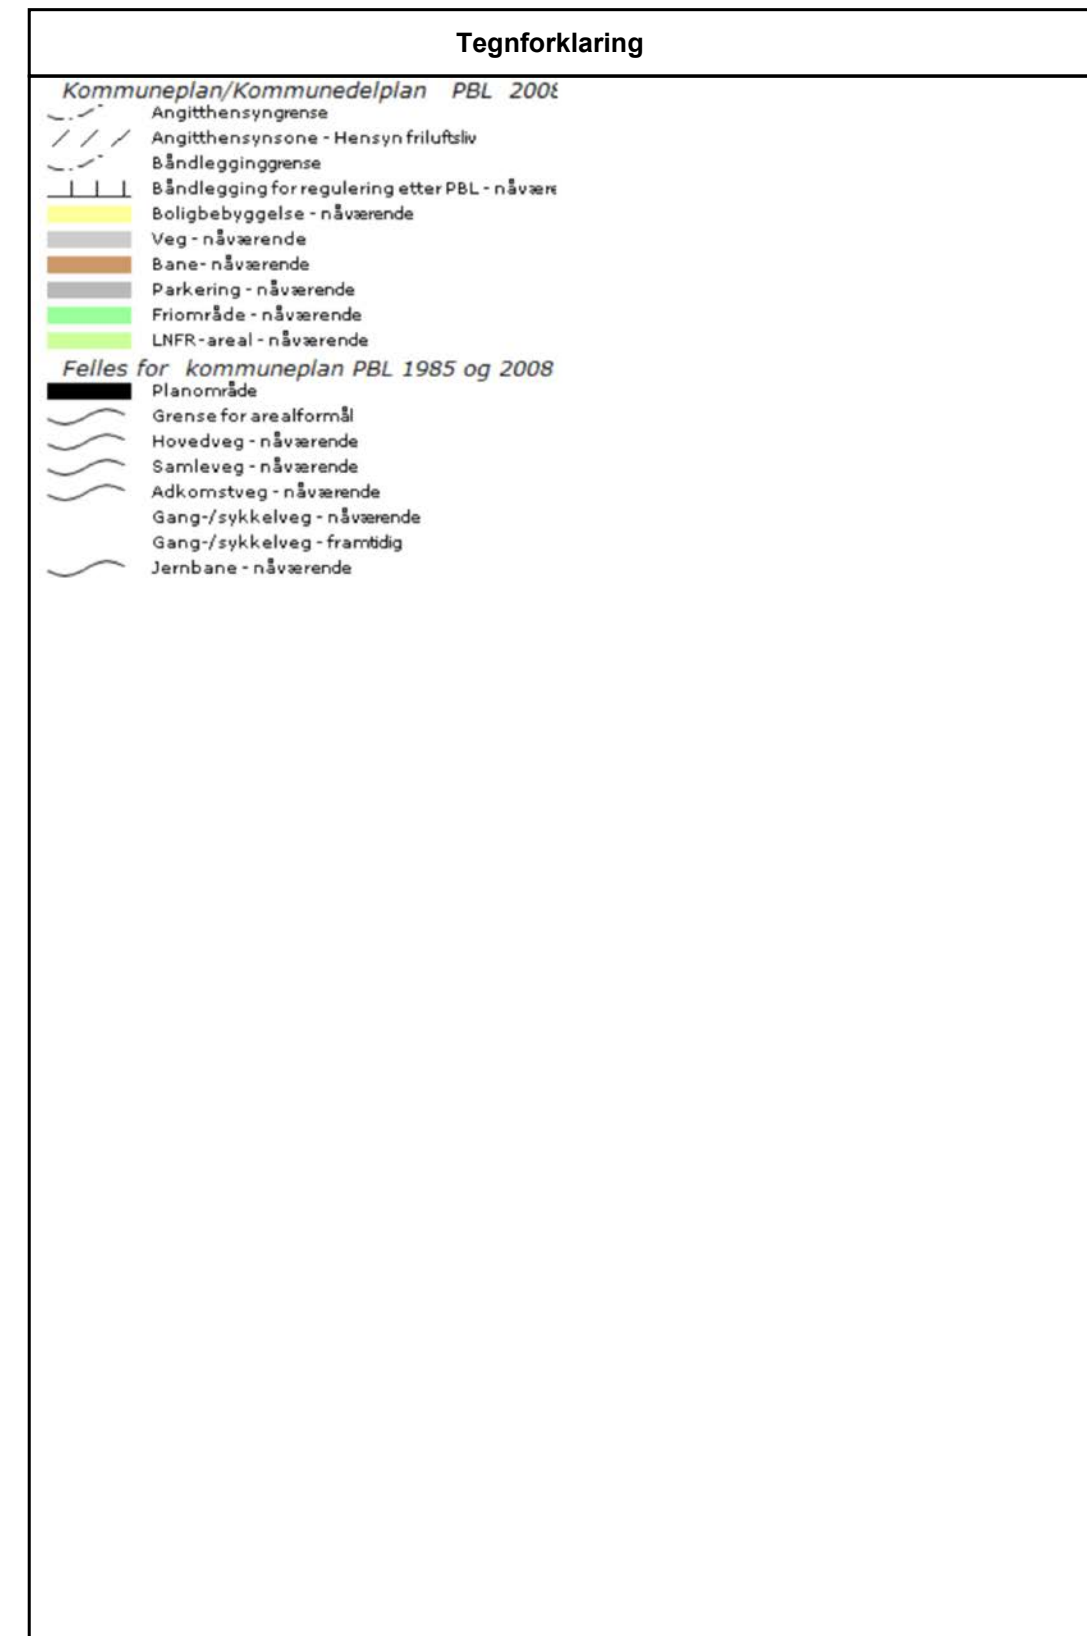 Tegnforklaring
Kommuneplan/Kommunedelplan PBL 2008
Angitthensyngrense
Angitthensynsone - Hensyn friluftsliv
Båndlegginggrense
Båndlegging for regulering etter PBL - nåvære
Boligbebyggelse - nåværende
Veg - nåværende
Bane - nåværende
Parkering - nåværende
Friområde - nåværende
LNFR-areal - nåværende
Felles for kommuneplan PBL 1985 og 2008
Planområde
Grense for arealformål
Hovedveg - nåværende
Samleveg - nåværende
Adkomstveg - nåværende
Gang-/sykkelveg - nåværende
Gang-/sykkelveg - framtidig
Jernbane - nåværende